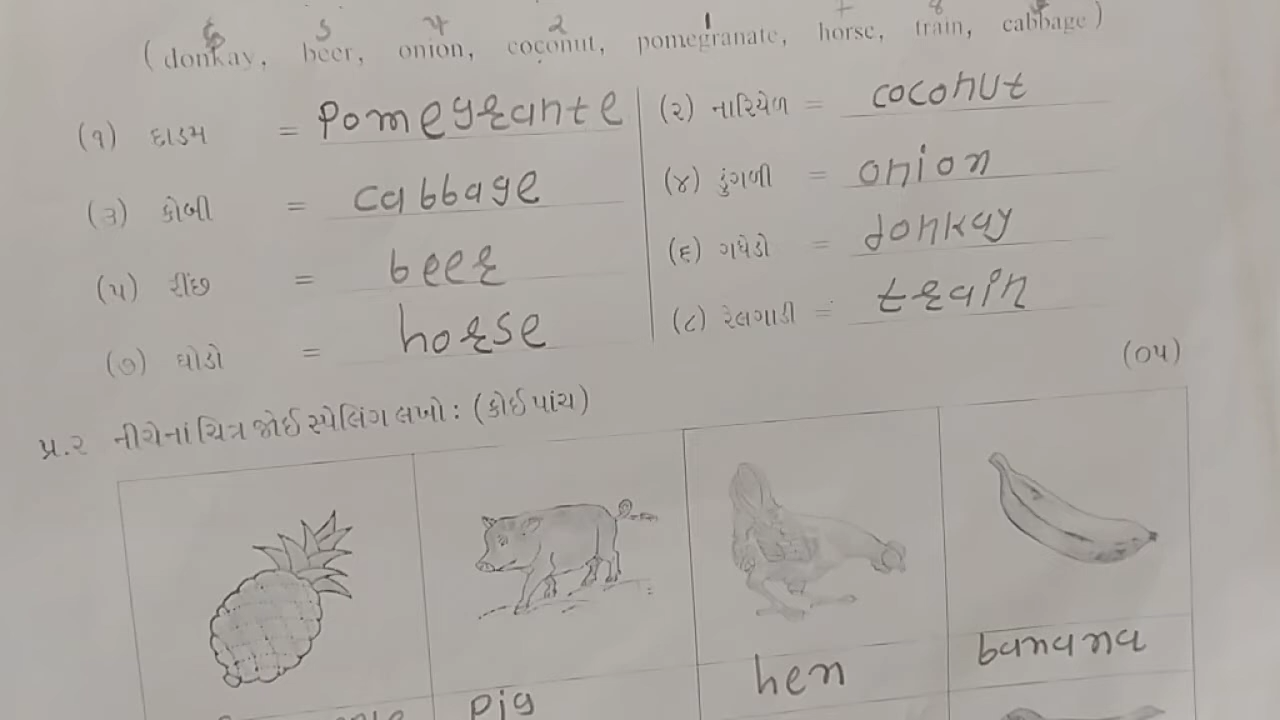 (donkay, beer, onion, coconut, pomegranate, horse, train, cabbage)
(૧) દાડમ = pomegrante (૨) નારિયેળ = coconut
(૩) કોબી = cabbage (૪) ડુંગળી = onion
(૫) રીંછ = beer (૬) ગધેડો = donkay
(૭) ઘોડો = horse (૮) રેલગાડી = train
(૦૫)
પ્ર.૨ નીચેનાં ચિત્ર જોઈ સ્પેલિંગ લખો: (કોઈ પાંચ)
pig hen banana